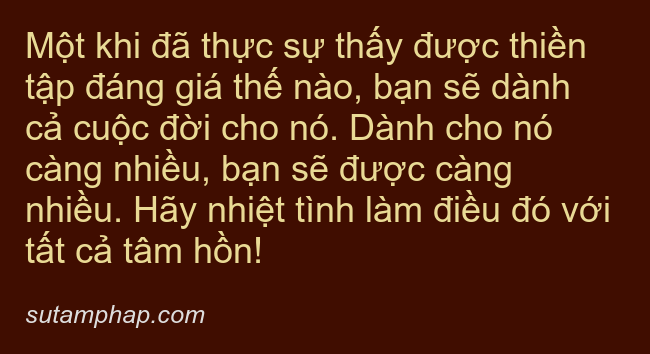 Một khi đã thực sự thấy được thiền
tập đáng giá thế nào, bạn sẽ dành
cả cuộc đời cho nó. Dành cho nó
càng nhiều, bạn sẽ được càng
nhiều. Hãy nhiệt tình làm điều đó với
tất cả tâm hồn!
sutamphap.com